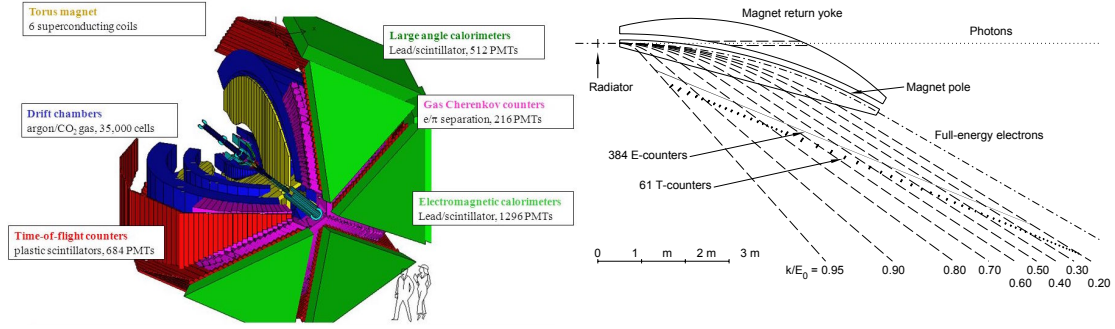 Torus magnet
6 superconducting coils
Large angle calorimeters
Lead/scintillator, 512 PMTs
Drift chambers
argon/CO₂ gas, 35,000 cells
Gas Cherenkov counters
e/π separation, 216 PMTs
Electromagnetic calorimeters
Lead/scintillator, 1296 PMTs
Time-of-flight counters
plastic scintillators, 684 PMTs
Magnet return yoke
Photons
Radiator
Magnet pole
Full-energy electrons
384 E-counters
61 T-counters
0 1 m 2 m 3 m
k/E₀ = 0.95 0.90 0.80 0.70 0.60 0.50 0.40 0.30 0.20